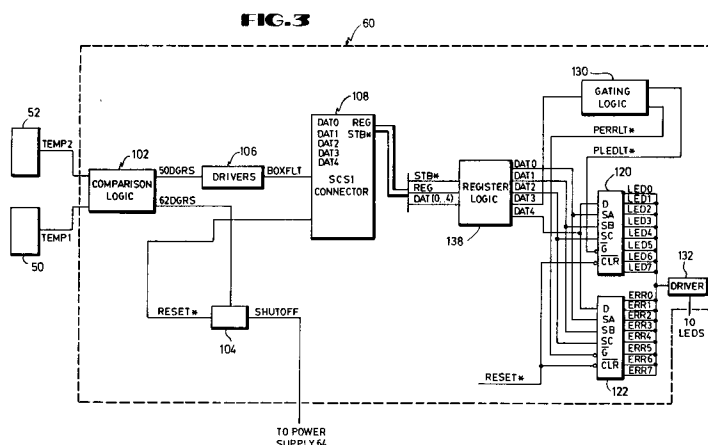 FIG.3
60
52
TEMP2
102
COMPARISON
LOGIC
TEMP1
50
50DGRS
62DGRS
106
DRIVERS
BOXFLT
108
DAT0
DAT1
DAT2
DAT3
DAT4
REG
STB*
SCS1
CONNECTOR
RESET*
SHUTOFF
104
TO POWER
SUPPLY 64
STB*
REG
DAT(0..4)
REGISTER
LOGIC
138
DAT0
DAT1
DAT2
DAT3
DAT4
130
GATING
LOGIC
PERRLT*
PLEDLT*
120
D
SA
SB
SC
G
CLR
LED0
LED1
LED2
LED3
LED4
LED5
LED6
LED7
132
DRIVER
10
LEDS
D
SA
SB
SC
G
CLR
122
ERR0
ERR1
ERR2
ERR3
ERR4
ERR5
ERR6
ERR7
RESET*